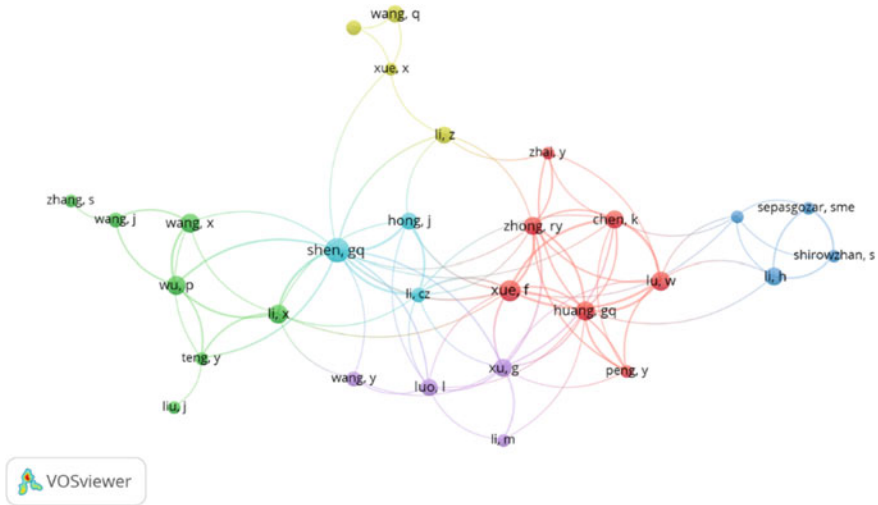 wang, q
xue, x
li, z
zhai, y
zhang, s
wang, j
wang, x
hong, j
zhong, ry
chen, k
sepasgozar, sme
shen, gq
shirowzhan, s
wu, p
li, cz
xue, f
lu, w
li, h
li, x
huang, gq
teng, y
wang, y
luo, l
xu, g
peng, y
liu, j
li, m
VOSviewer